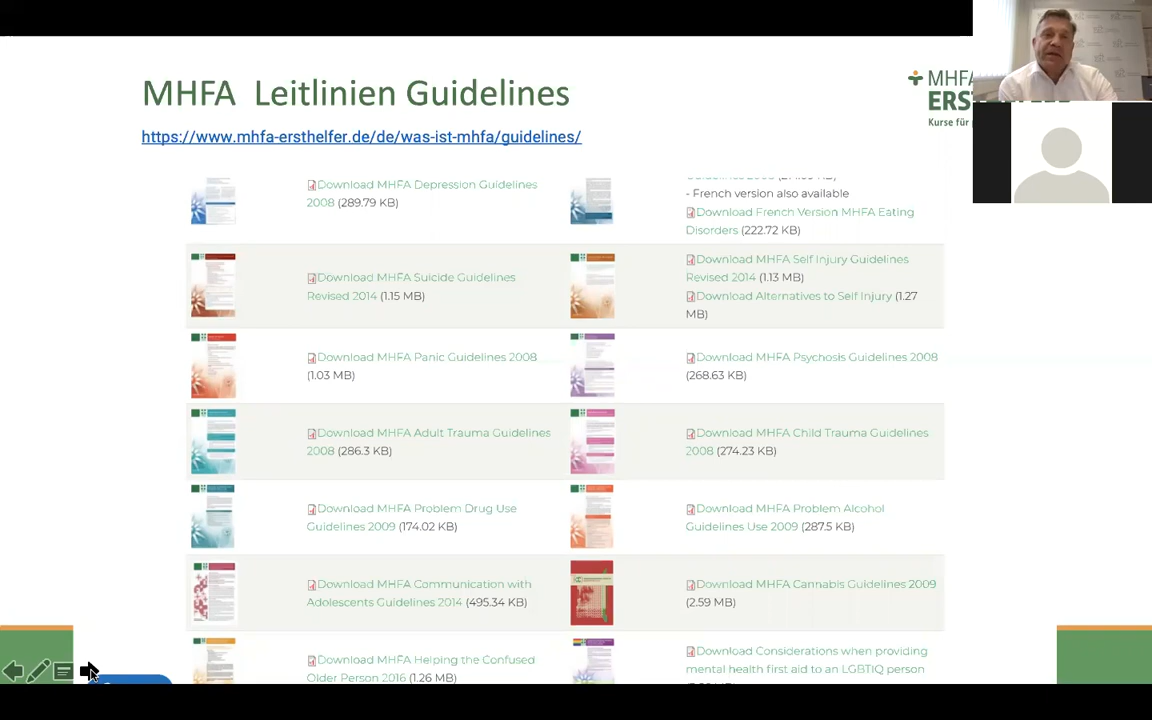 MHFA Leitlinien Guidelines
https://www.mhfa-ersthelfer.de/de/was-ist-mhfa/guidelines/
MHFA
Kurse für
Download MHFA Depression Guidelines
2008 (289.79 KB)
- French version also available
Download French Version MHFA Eating
Disorders (222.72 KB)
Download MHFA Suicide Guidelines
Revised 2014 (1.15 MB)
Download MHFA Self Injury Guidelines
Revised 2014 (1.13 MB)
Download Alternatives to Self Injury (1.27
MB)
Download MHFA Panic Guidelines 2008
(1.03 MB)
Download MHFA Psychosis Guidelines 2008
(268.63 KB)
Download MHFA Adult Trauma Guidelines
2008 (286.3 KB)
Download MHFA Child Trauma Guidelines
2008 (274.23 KB)
Download MHFA Problem Drug Use
Guidelines 2009 (174.02 KB)
Download MHFA Problem Alcohol
Guidelines Use 2009 (287.5 KB)
Download MHFA Communication with
Adolescents Guidelines 2014 (495.34 KB)
Download MHFA Cannabis Guidelines 2009
(2.59 MB)
Download MHFA Helping the Confused
Older Person 2016 (1.26 MB)
Download Considerations when providing
mental health first aid to an LGBTIQ person